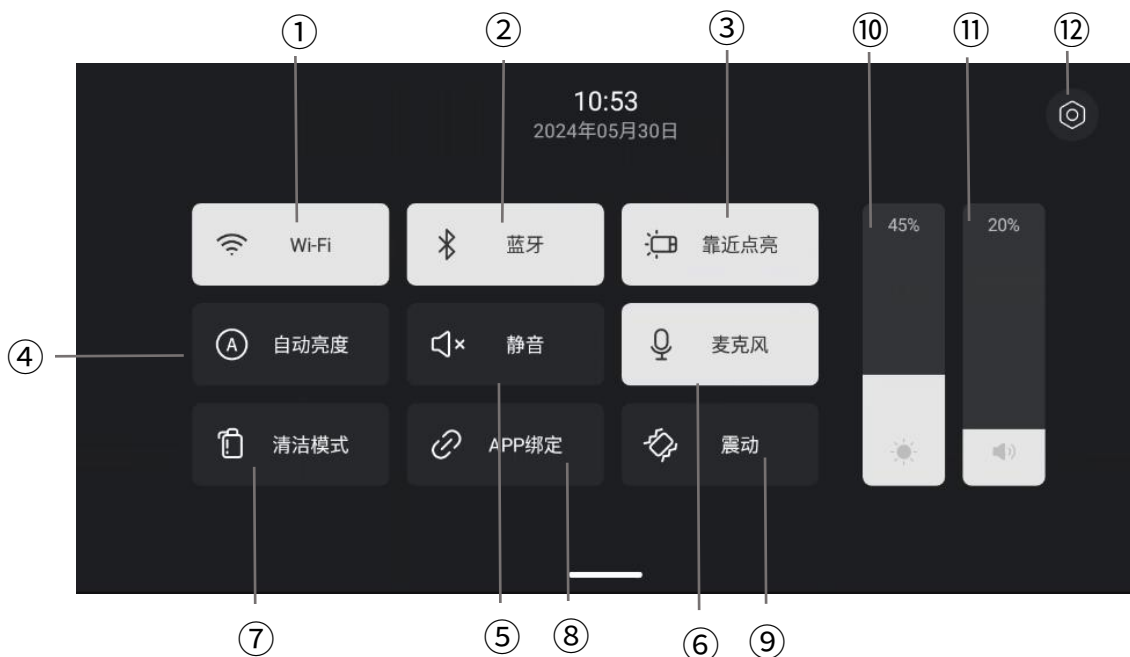 ① ② ③ ⑩ ⑪ ⑫
10:53
2024年05月30日
Wi-Fi 蓝牙 靠近点亮 45% 20%
④ A 自动亮度 静音 麦克风
清洁模式 APP绑定 震动
⑦ ⑤ ⑧ ⑥ ⑨